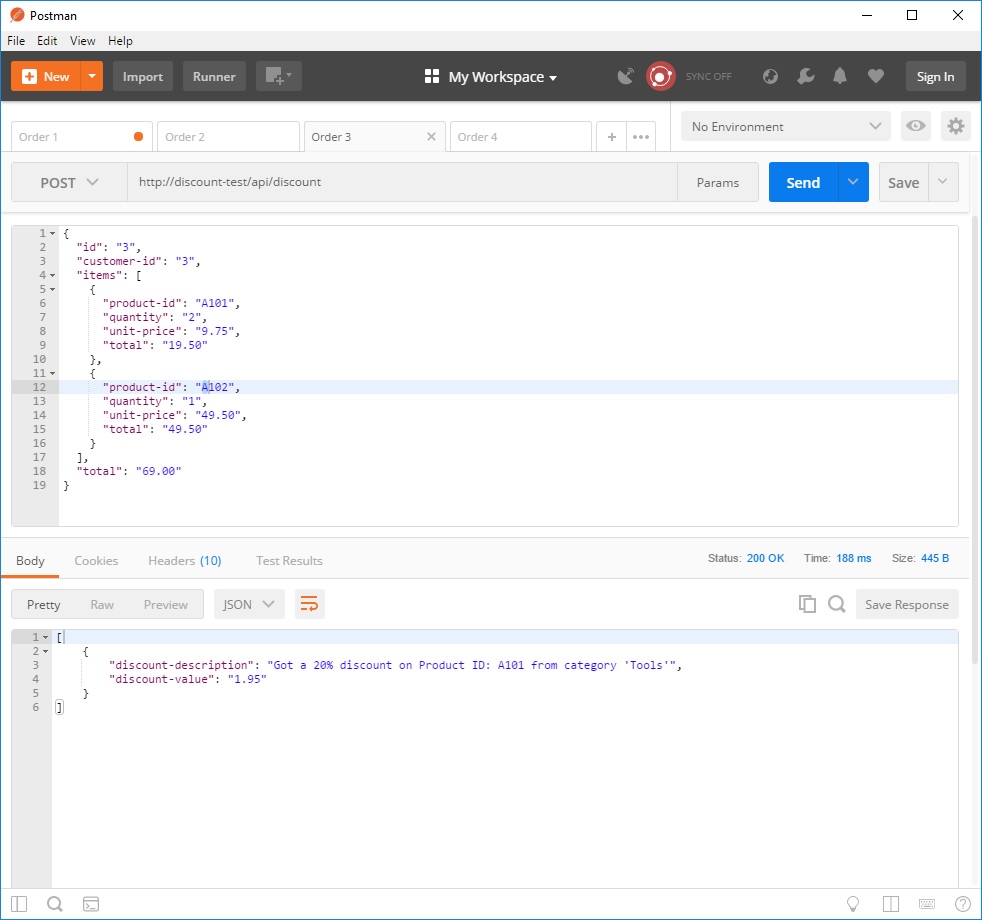 Postman
File Edit View Help
New Import Runner My Workspace SYNC OFF Sign In
Order 1 Order 2 Order 3 Order 4 No Environment
POST http://discount-test/api/discount Params Send Save
1 {
2 "id": "3",
3 "customer-id": "3",
4 "items": [
5 {
6 "product-id": "A101",
7 "quantity": "2",
8 "unit-price": "9.75",
9 "total": "19.50"
10 },
11 {
12 "product-id": "A102",
13 "quantity": "1",
14 "unit-price": "49.50",
15 "total": "49.50"
16 }
17 ],
18 "total": "69.00"
19 }
Body Cookies Headers (10) Test Results Status: 200 OK Time: 188 ms Size: 445 B
Pretty Raw Preview JSON Save Response
1 [
2 {
3 "discount-description": "Got a 20% discount on Product ID: A101 from category 'Tools'",
4 "discount-value": "1.95"
5 }
6 ]